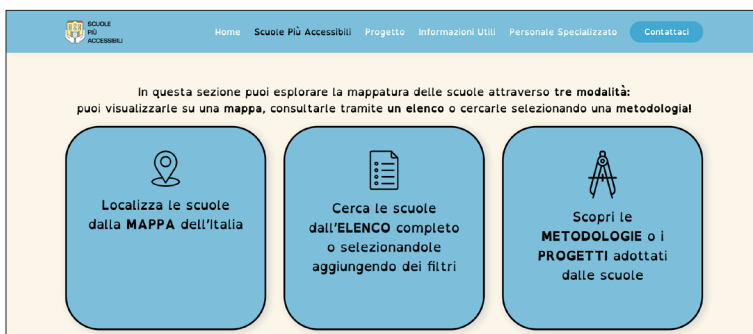 SCUOLE
PIÙ
ACCESSIBILI
Home Scuole Più Accessibili Progetto Informazioni Utili Personale Specializzato Contattaci
In questa sezione puoi esplorare la mappatura delle scuole attraverso tre modalità:
puoi visualizzarle su una mappa, consultarle tramite un elenco o cercarle selezionando una metodologia!
Localizza le scuole
dalla MAPPA dell'Italia
Cerca le scuole
dall'ELENCO completo
o selezionandole
aggiungendo dei filtri
Scopri le
METODOLOGIE o i
PROGETTI adottati
dalle scuole